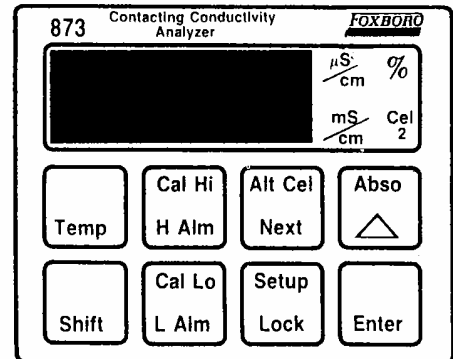 873 Contacting Conductivity Analyzer FOXBORO
μS/cm %
mS/cm Cel 2
Temp
Cal Hi
H Alm
Alt Cel
Next
Abso
△
Shift
Cal Lo
L Alm
Setup
Lock
Enter